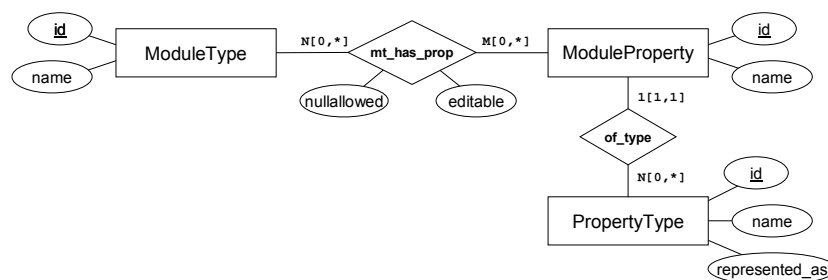 id
name
ModuleType
N[0,*]
mt_has_prop
M[0,*]
nullallowed
editable
ModuleProperty
id
name
1[1,1]
of_type
N[0,*]
PropertyType
id
name
represented_as